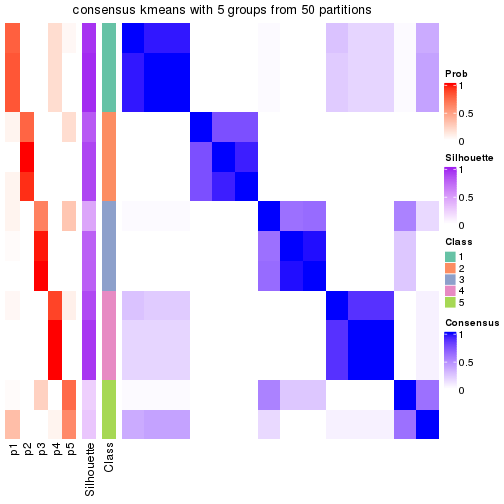 consensus kmeans with 5 groups from 50 partitions
Prob
1
0.5
0
Silhouette
1
0.5
0
Class
1
2
3
4
5
Consensus
1
0.5
0
p1
p2
p3
p4
p5
Silhouette
Class